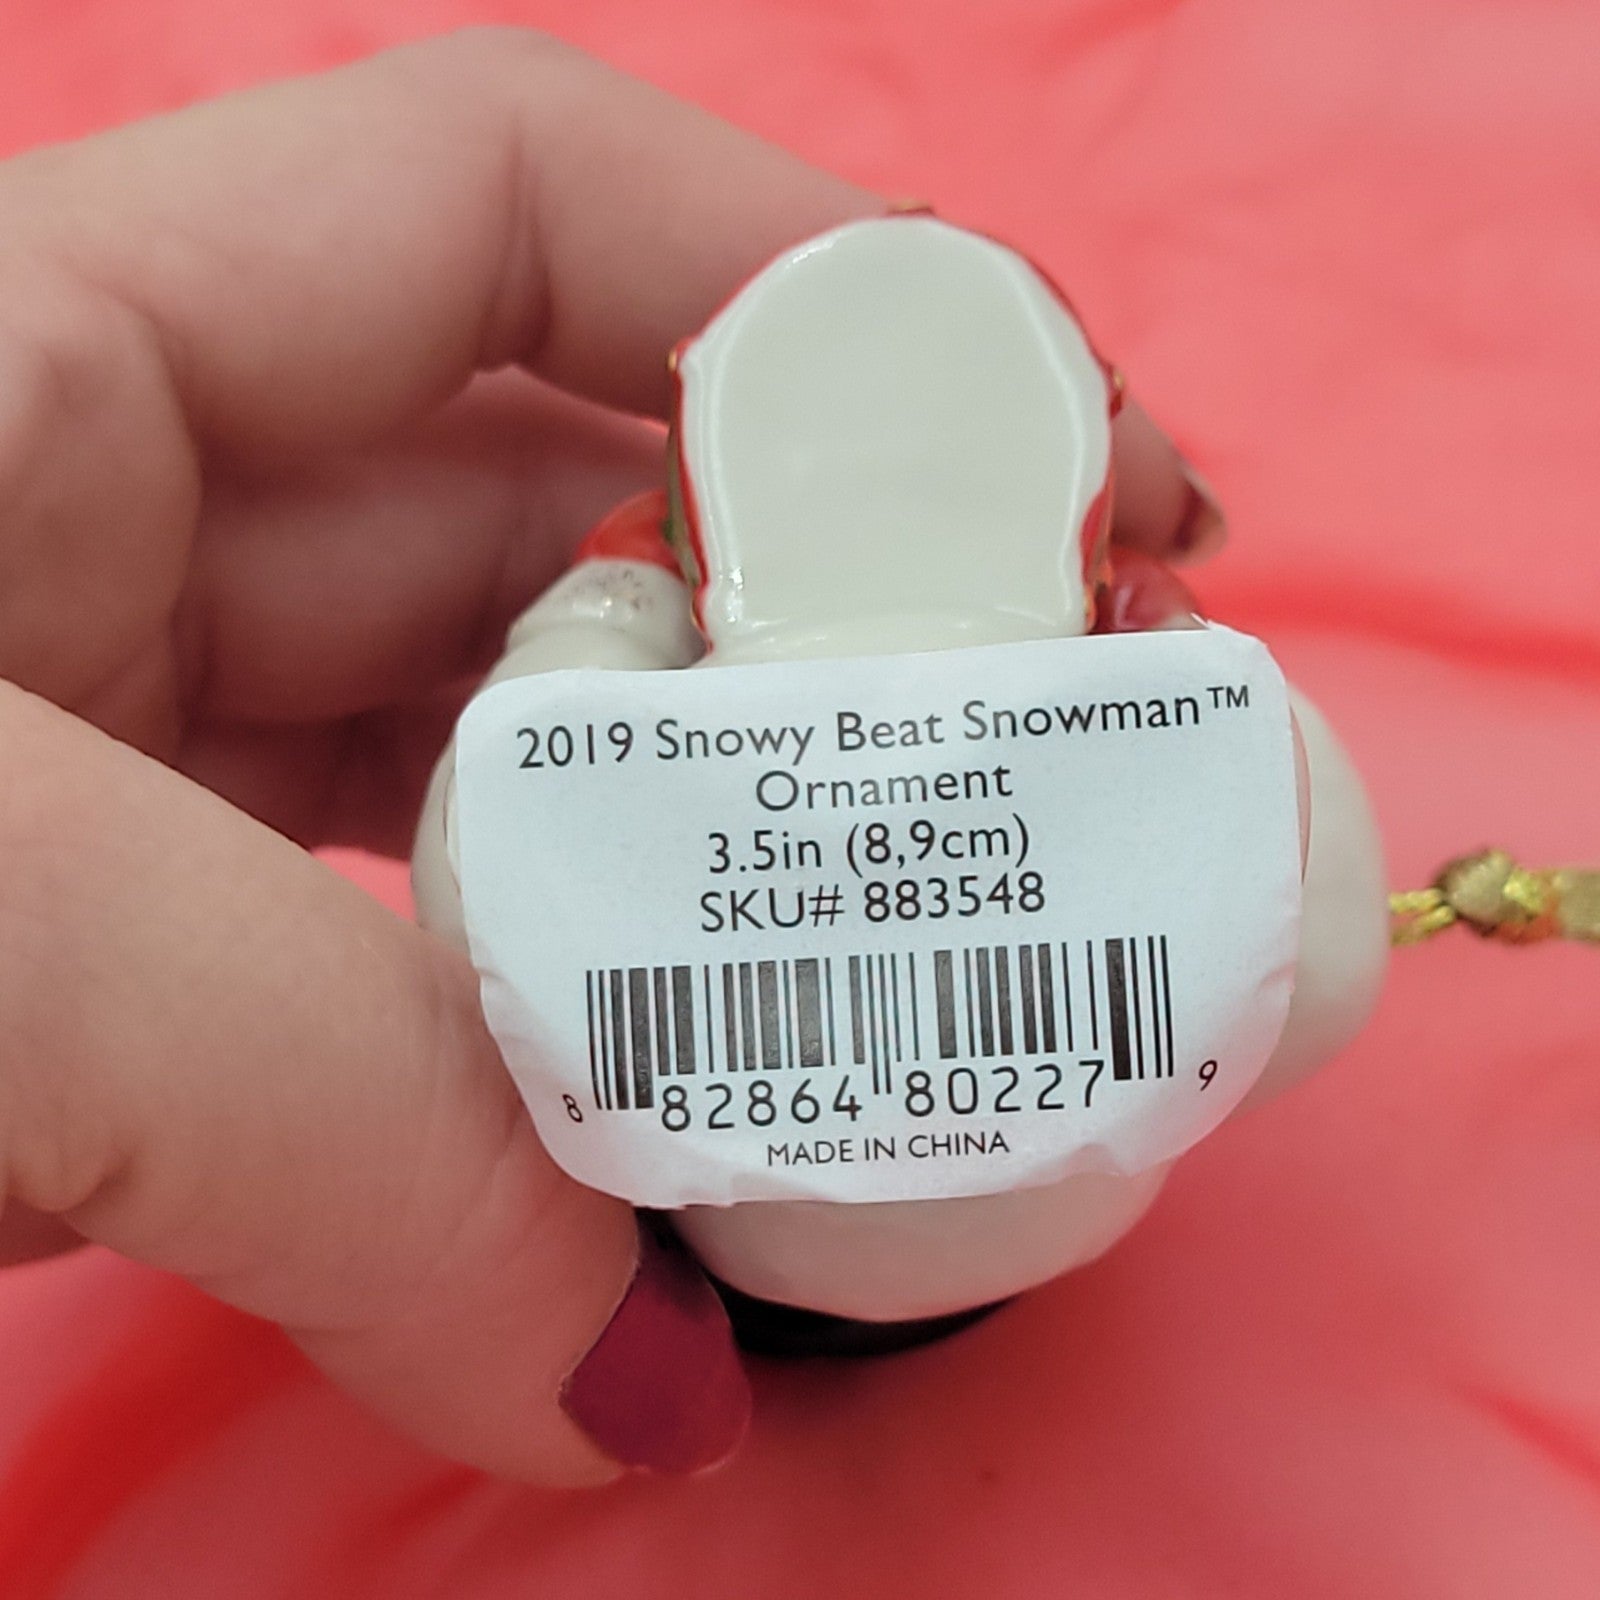 2019 Snowy Beat Snowman™
Ornament
3.5in (8,9cm)
SKU# 883548
8 82864 80227 9
MADE IN CHINA